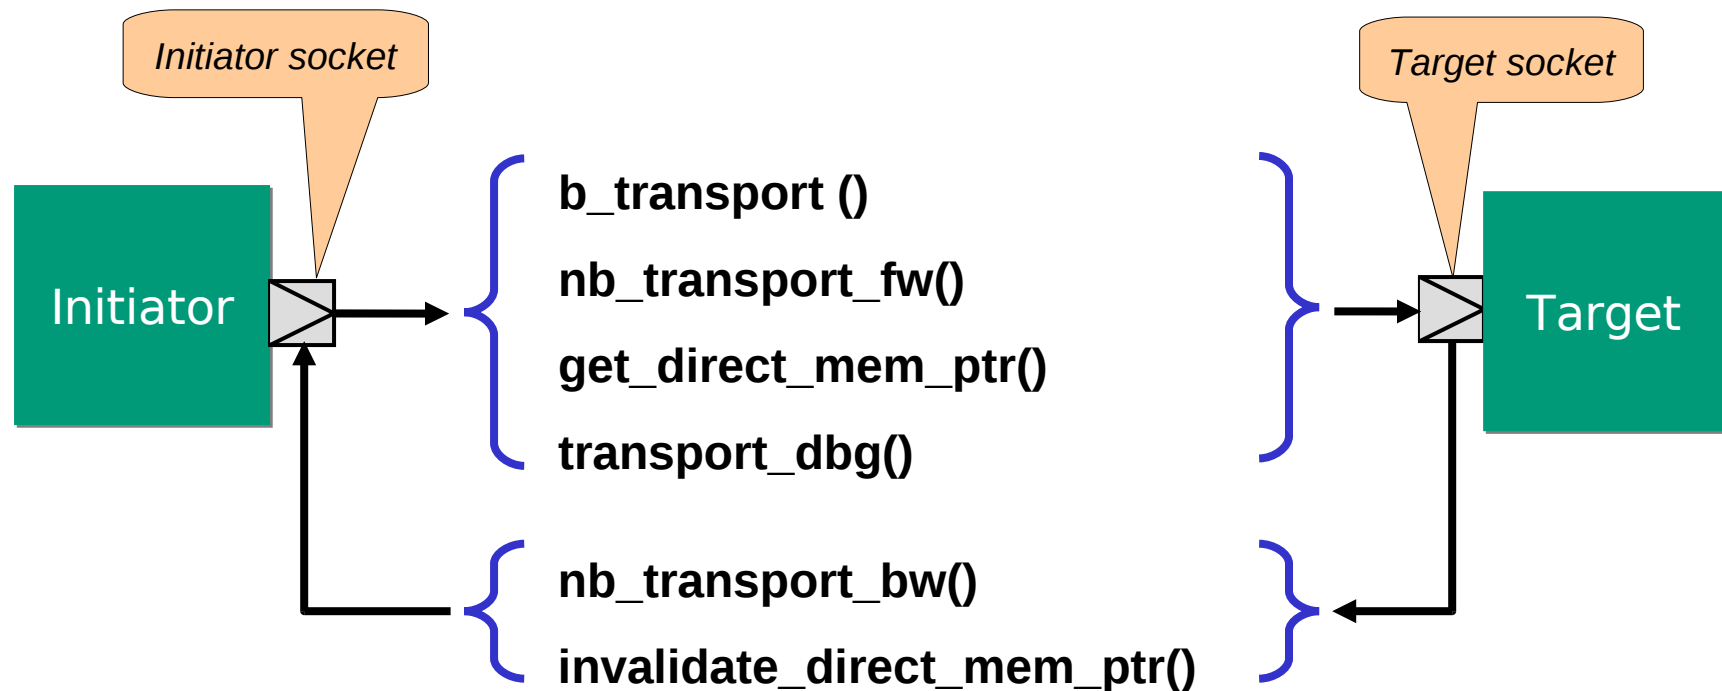 Initiator socket
Target socket
b_transport ()
nb_transport_fw()
Initiator
Target
get_direct_mem_ptr()
transport_dbg()
nb_transport_bw()
invalidate_direct_mem_ptr()